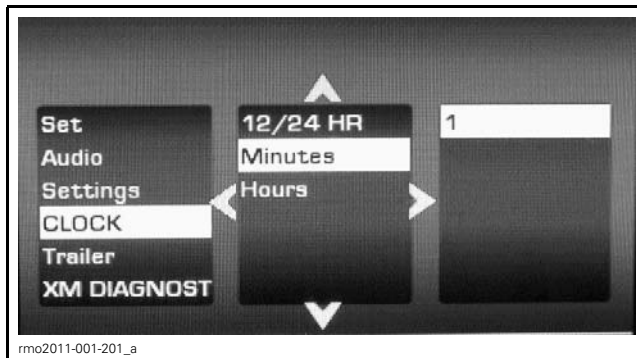 Set
Audio
Settings
CLOCK
Trailer
XM DIAGNOST
12/24 HR
Minutes
Hours
1
rmo2011-001-201_a